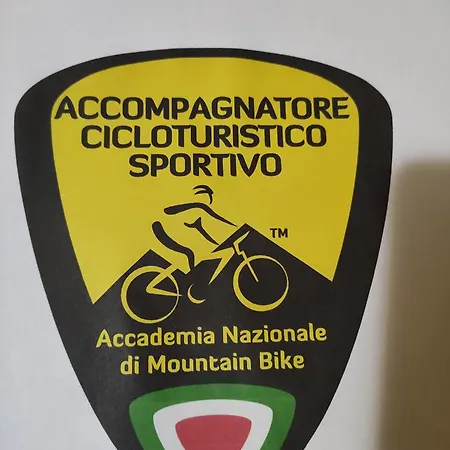 ACCOMPAGNATORE
CICLOTURISTICO
SPORTIVO
TM
Accademia Nazionale
di Mountain Bike